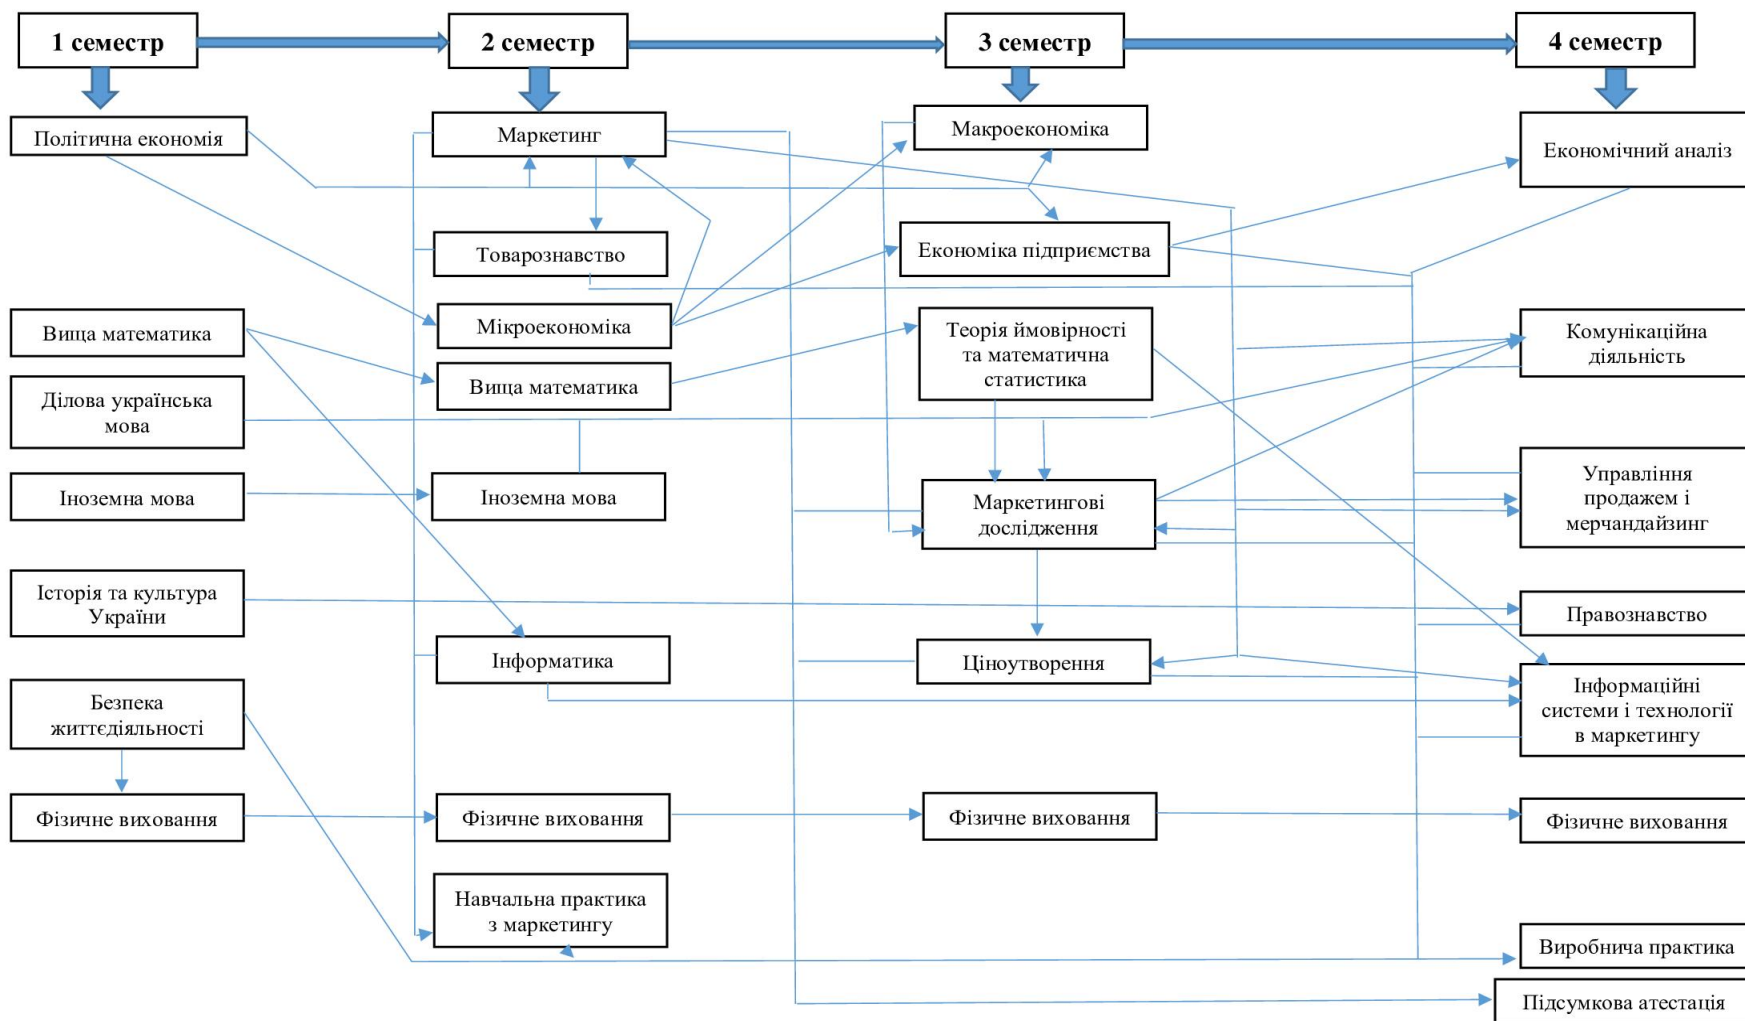 1 семестр
2 семестр
3 семестр
4 семестр
Політична економія
Вища математика
Ділова українська
мова
Іноземна мова
Історія та культура
України
Безпека
життєдіяльності
Фізичне виховання
Маркетинг
Товарознавство
Мікроекономіка
Вища математика
Іноземна мова
Інформатика
Фізичне виховання
Навчальна практика
з маркетингу
Макроекономіка
Економіка підприємства
Теорія ймовірності
та математична
статистика
Маркетингові
дослідження
Ціноутворення
Фізичне виховання
Економічний аналіз
Комунікаційна
діяльність
Управління
продажем і
мерчандайзинг
Правознавство
Інформаційні
системи і технології
в маркетингу
Фізичне виховання
Виробнича практика
Підсумкова атестація